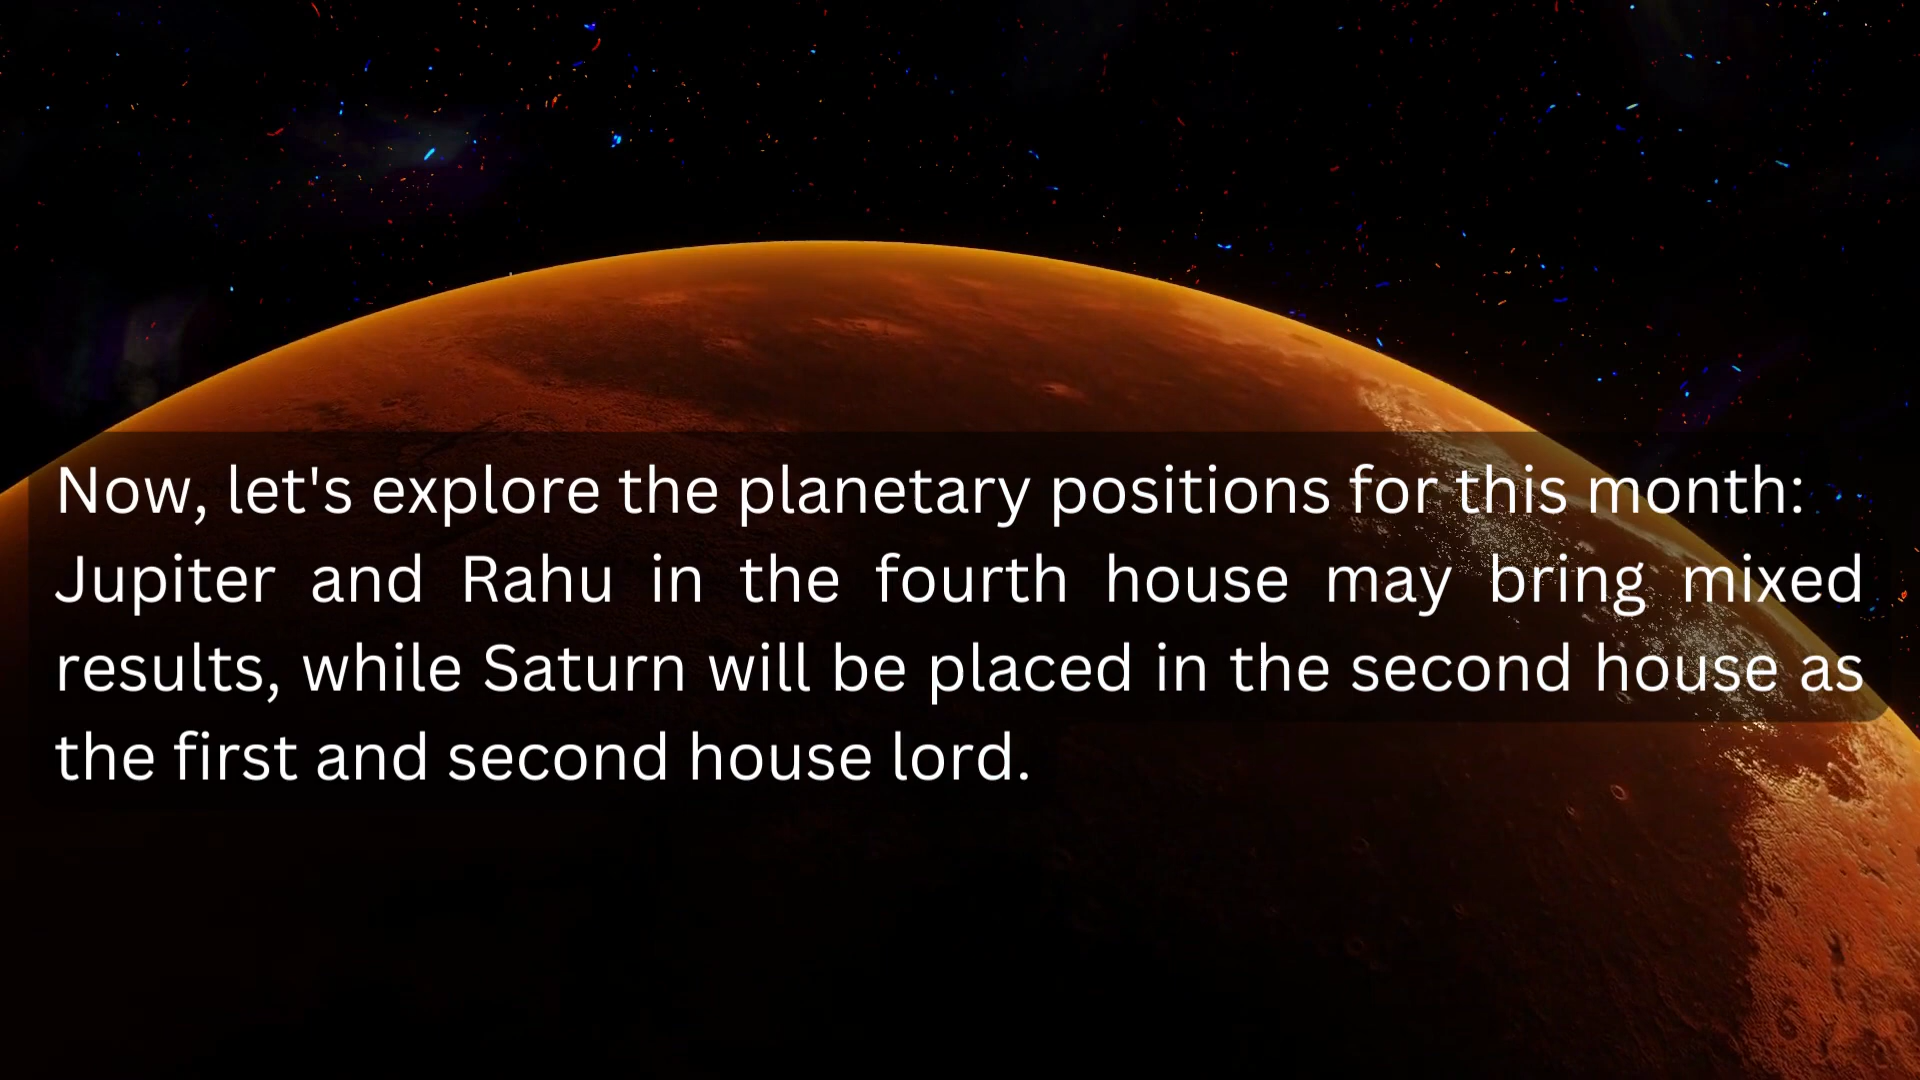 Now, let's explore the planetary positions for this month:
Jupiter and Rahu in the fourth house may bring mixed
results, while Saturn will be placed in the second house as
the first and second house lord.